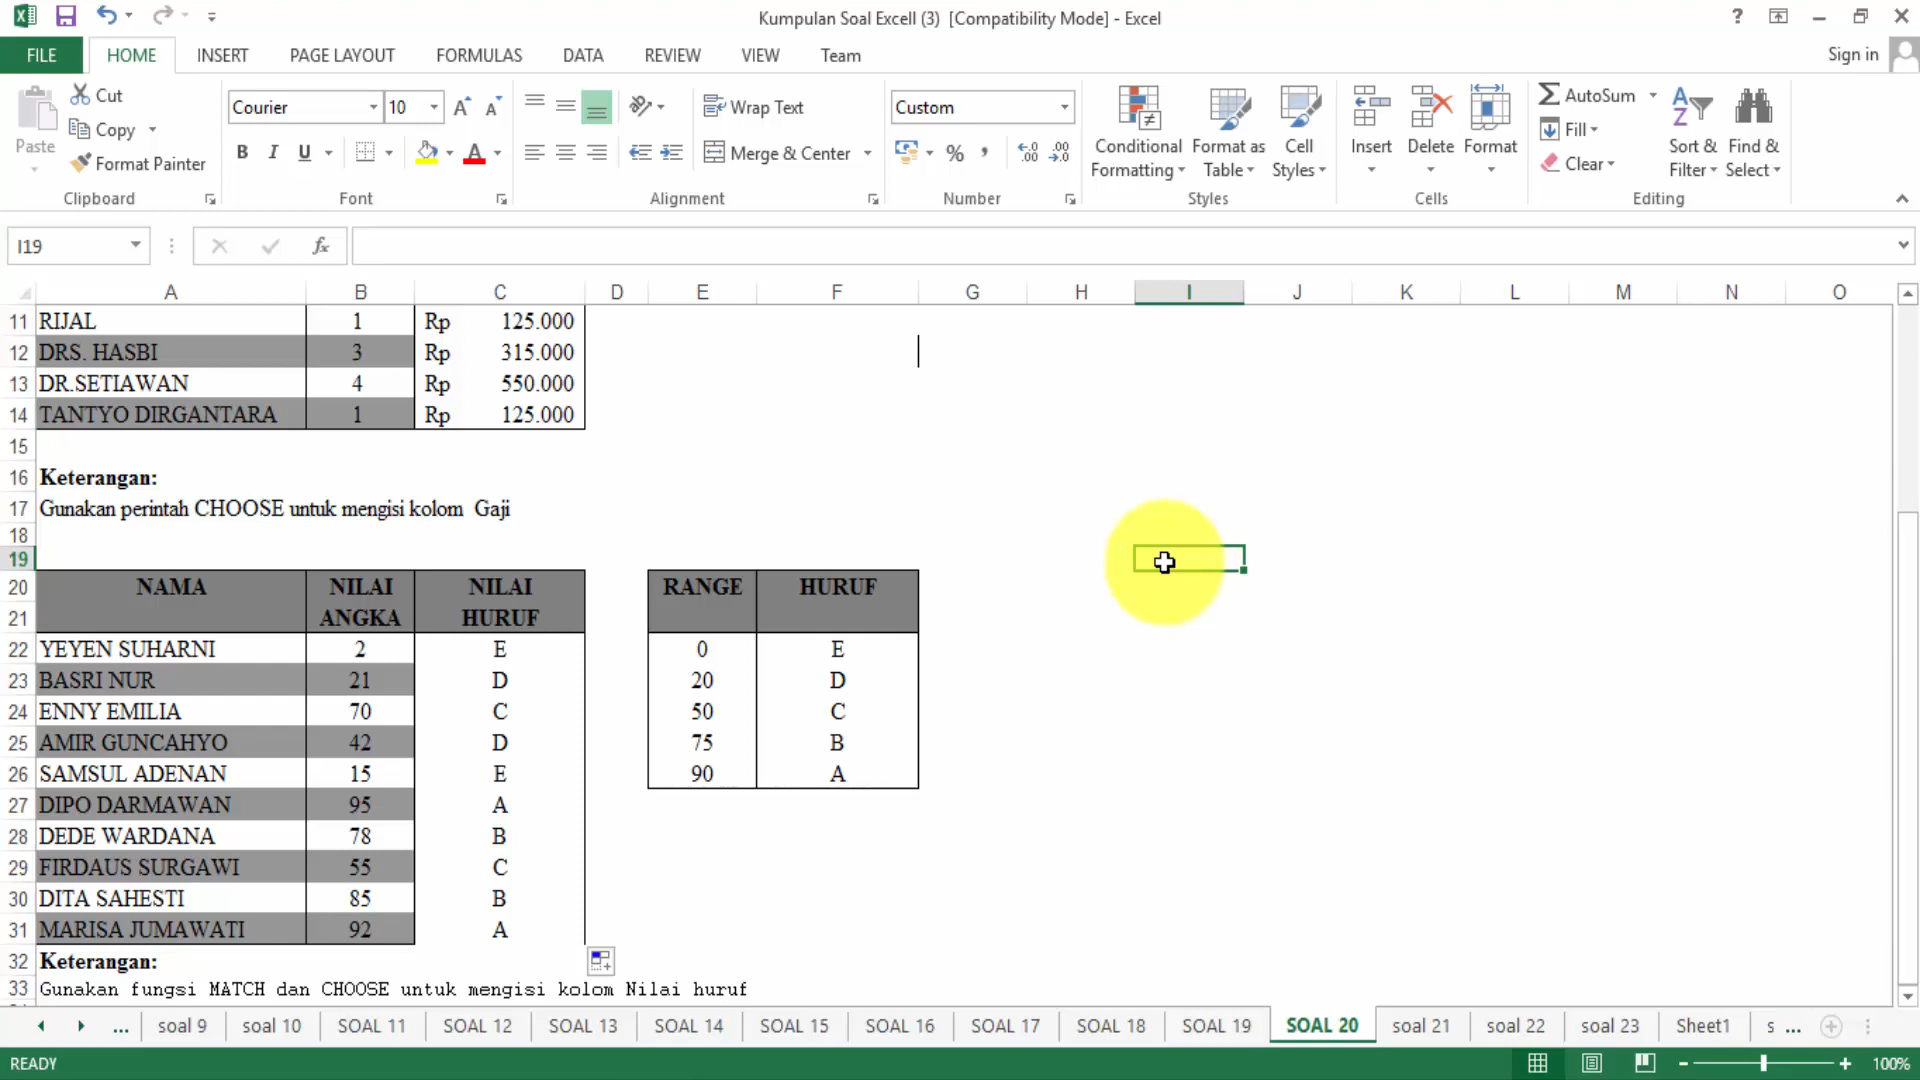 Kumpulan Soal Excell (3) [Compatibility Mode] - Excel
FILE HOME INSERT PAGE LAYOUT FORMULAS DATA REVIEW VIEW Team Sign in
Paste Cut Copy Format Painter Clipboard
Courier 10 B I U A Font
Wrap Text Merge & Center Alignment
Custom % Number
Conditional Formatting Format as Table Cell Styles Styles
Insert Delete Format Cells
AutoSum Fill Clear Sort & Filter Find & Select Editing
I19 fx
A B C D E F G H I J K L M N O
11 RIJAL 1 Rp 125.000
12 DRS. HASBI 3 Rp 315.000
13 DR.SETIAWAN 4 Rp 550.000
14 TANTYO DIRGANTARA 1 Rp 125.000
15
16 Keterangan:
17 Gunakan perintah CHOOSE untuk mengisi kolom Gaji
18
19
20 NAMA NILAI NILAI RANGE HURUF
21 ANGKA HURUF
22 YEYEN SUHARNI 2 E 0 E
23 BASRI NUR 21 D 20 D
24 ENNY EMILIA 70 C 50 C
25 AMIR GUNCAHYO 42 D 75 B
26 SAMSUL ADENAN 15 E 90 A
27 DIPO DARMAWAN 95 A
28 DEDE WARDANA 78 B
29 FIRDAUS SURGAWI 55 C
30 DITA SAHESTI 85 B
31 MARISA JUMAWATI 92 A
32 Keterangan:
33 Gunakan fungsi MATCH dan CHOOSE untuk mengisi kolom Nilai huruf
... soal 9 soal 10 SOAL 11 SOAL 12 SOAL 13 SOAL 14 SOAL 15 SOAL 16 SOAL 17 SOAL 18 SOAL 19 SOAL 20 soal 21 soal 22 soal 23 Sheet1 s ...
READY 100%